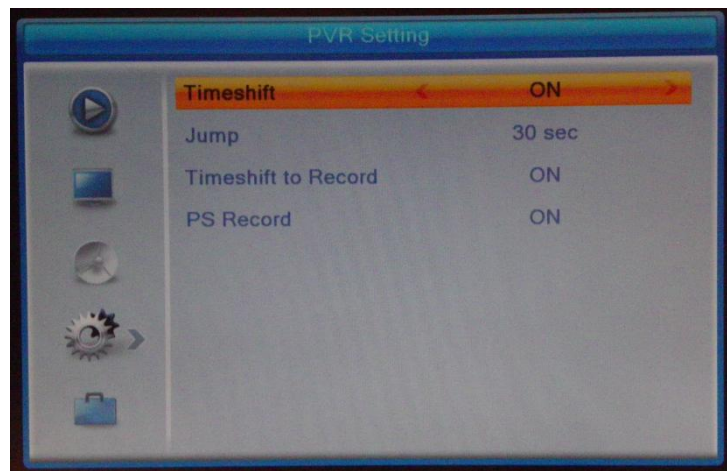 PVR Setting
Timeshift ON
Jump 30 sec
Timeshift to Record ON
PS Record ON